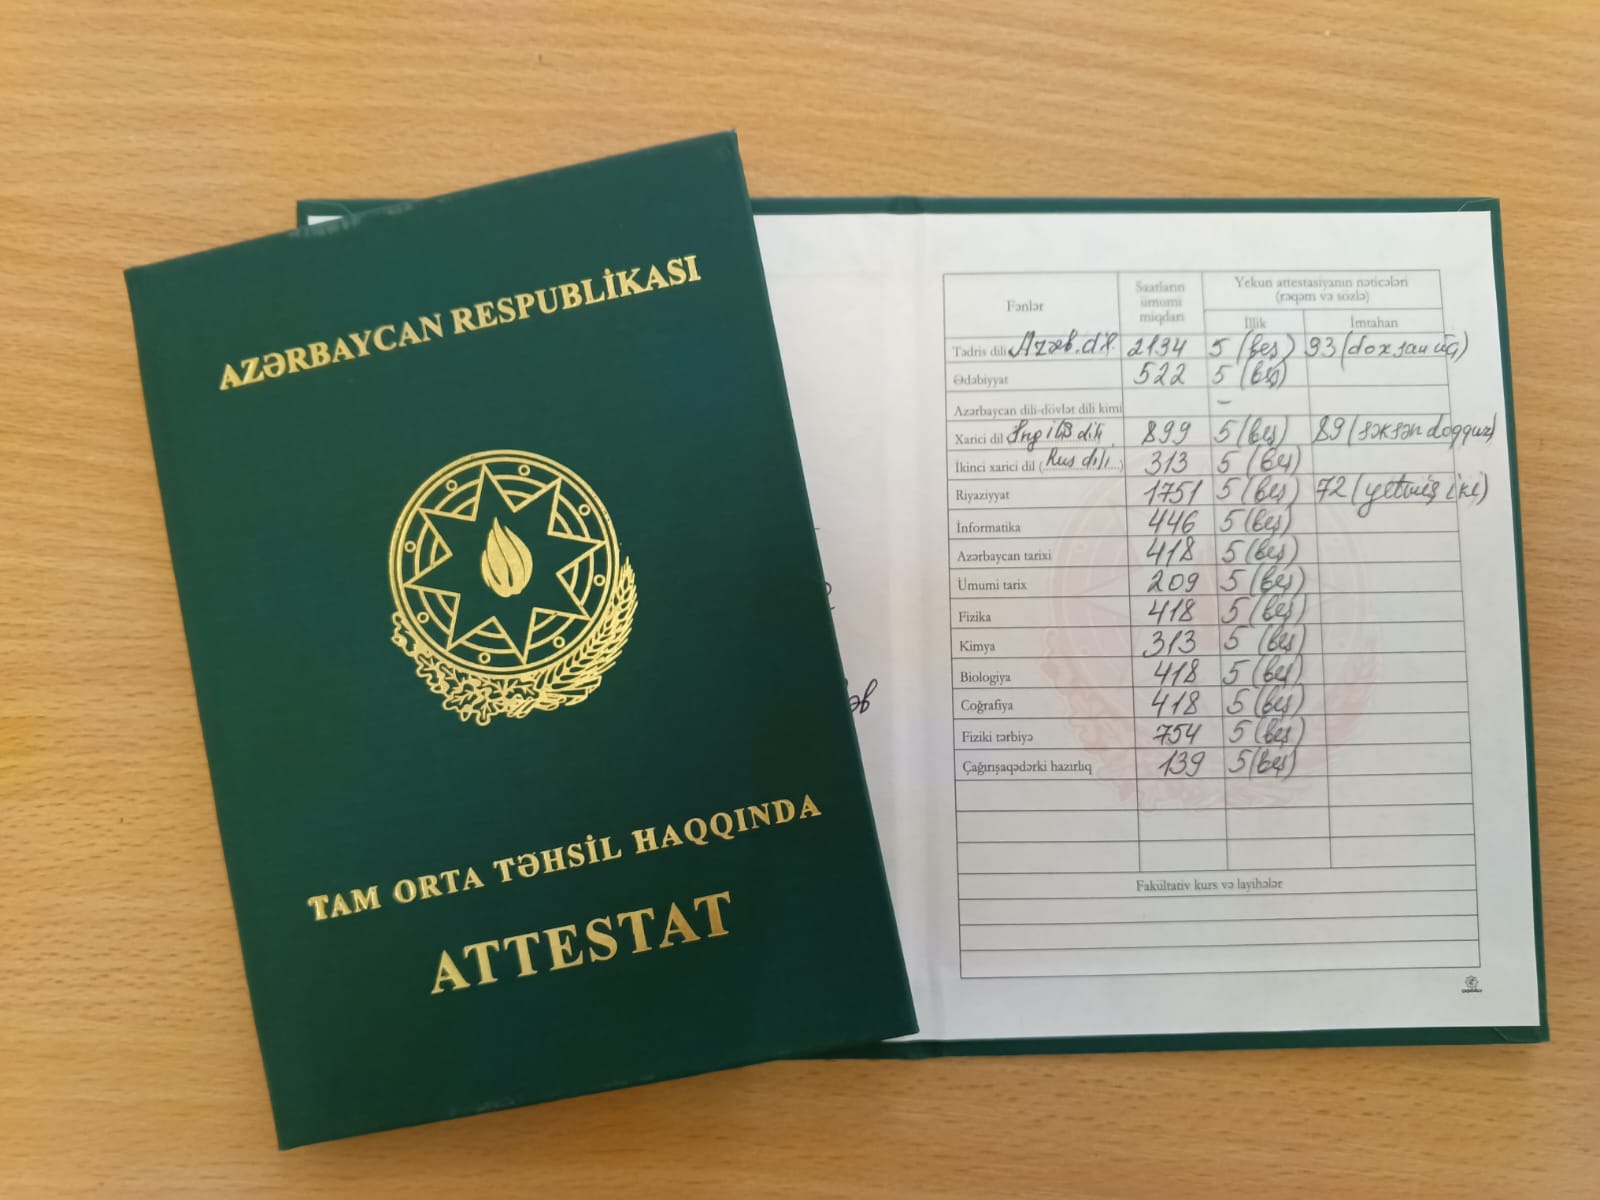 AZƏRBAYCAN RESPUBLİKASI
TAM ORTA TƏHSİL HAQQINDA
ATTESTAT
Fənlər Saatların ümumi miqdarı Yekun attestasiyanın nəticələri (rəqəm və sözlə)
İllik İmtahan
Tədris dili Azərb. dil. 2134 5 (beş) 93 (doxsan üç)
Ədəbiyyat 522 5 (beş)
Azərbaycan dili-dövlət dili kimi –
Xarici dil İngilis dili 899 5 (beş) 89 (səksən doqquz)
İkinci xarici dil (Rus dili) 313 5 (beş)
Riyaziyyat 1751 5 (beş) 72 (yetmiş iki)
İnformatika 446 5 (beş)
Azərbaycan tarixi 418 5 (beş)
Ümumi tarix 209 5 (beş)
Fizika 418 5 (beş)
Kimya 313 5 (beş)
Biologiya 418 5 (beş)
Coğrafiya 418 5 (beş)
Fiziki tərbiyə 754 5 (beş)
Çağırışaqədərki hazırlıq 139 5 (beş)
Fakültativ kurs və layihələr